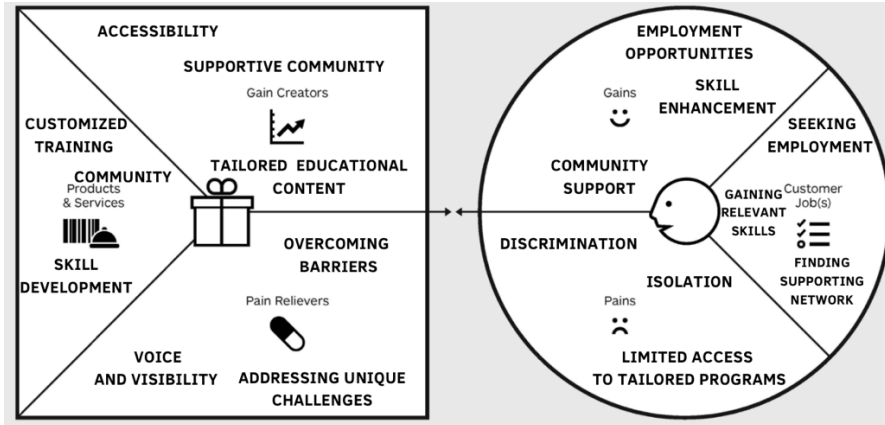 ACCESSIBILITY
SUPPORTIVE COMMUNITY
Gain Creators
TAILORED EDUCATIONAL
CONTENT
CUSTOMIZED
TRAINING
COMMUNITY
Products
& Services
SKILL
DEVELOPMENT
OVERCOMING
BARRIERS
Pain Relievers
VOICE
AND VISIBILITY
ADDRESSING UNIQUE
CHALLENGES
EMPLOYMENT
OPPORTUNITIES
SKILL
ENHANCEMENT
Gains
COMMUNITY
SUPPORT
SEEKING
EMPLOYMENT
GAINING
RELEVANT
SKILLS
Customer
Job(s)
FINDING
SUPPORTING
NETWORK
DISCRIMINATION
ISOLATION
Pains
LIMITED ACCESS
TO TAILORED PROGRAMS